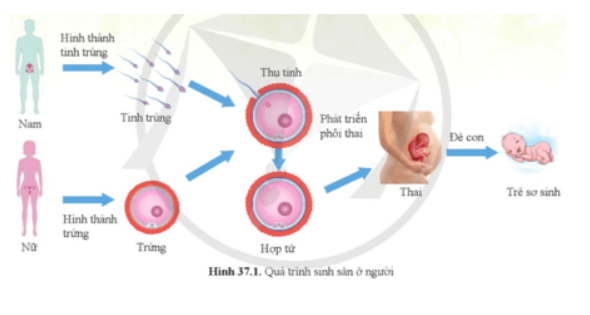 Hình thành
tinh trùng
Nam
Tinh trùng
Thụ tinh
Phát triển
phôi thai
Đẻ con
Thai
Trẻ sơ sinh
Hình thành
trứng
Nữ
Trứng
Hợp tử
Hình 37.1. Quá trình sinh sản ở người